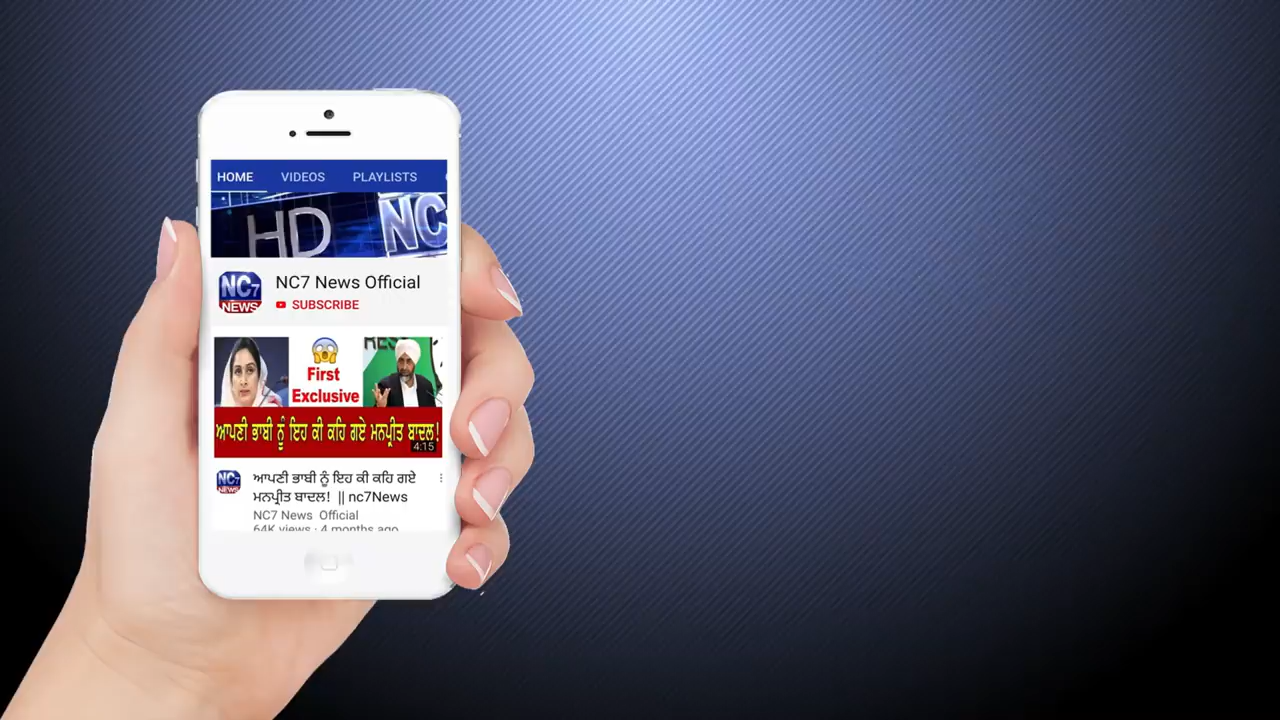 HOME VIDEOS PLAYLISTS
HD NC
NC7 News Official
NC7
NEWS
SUBSCRIBE
RES
First
Exclusive
ਆਪਣੀ ਭਾਬੀ ਨੂੰ ਇਹ ਕੀ ਕਹਿ ਗਏ ਮਨਪ੍ਰੀਤ ਬਾਦਲ!
4:15
NC7
NEWS
ਆਪਣੀ ਭਾਬੀ ਨੂੰ ਇਹ ਕੀ ਕਹਿ ਗਏ
ਮਨਪ੍ਰੀਤ ਬਾਦਲ! || nc7News
NC7 News Official
64K views · 4 months ago